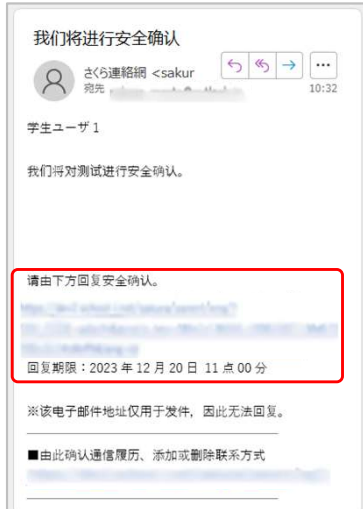 我们将进行安全确认
さくら連絡網 <sakur
宛先
10:32
学生ユーザ1
我们将对测试进行安全确认。
请由下方回复安全确认。
回复期限：2023 年 12 月 20 日 11 点 00 分
※该电子邮件地址仅用于发件，因此无法回复。
■由此确认通信履历、添加或删除联系方式